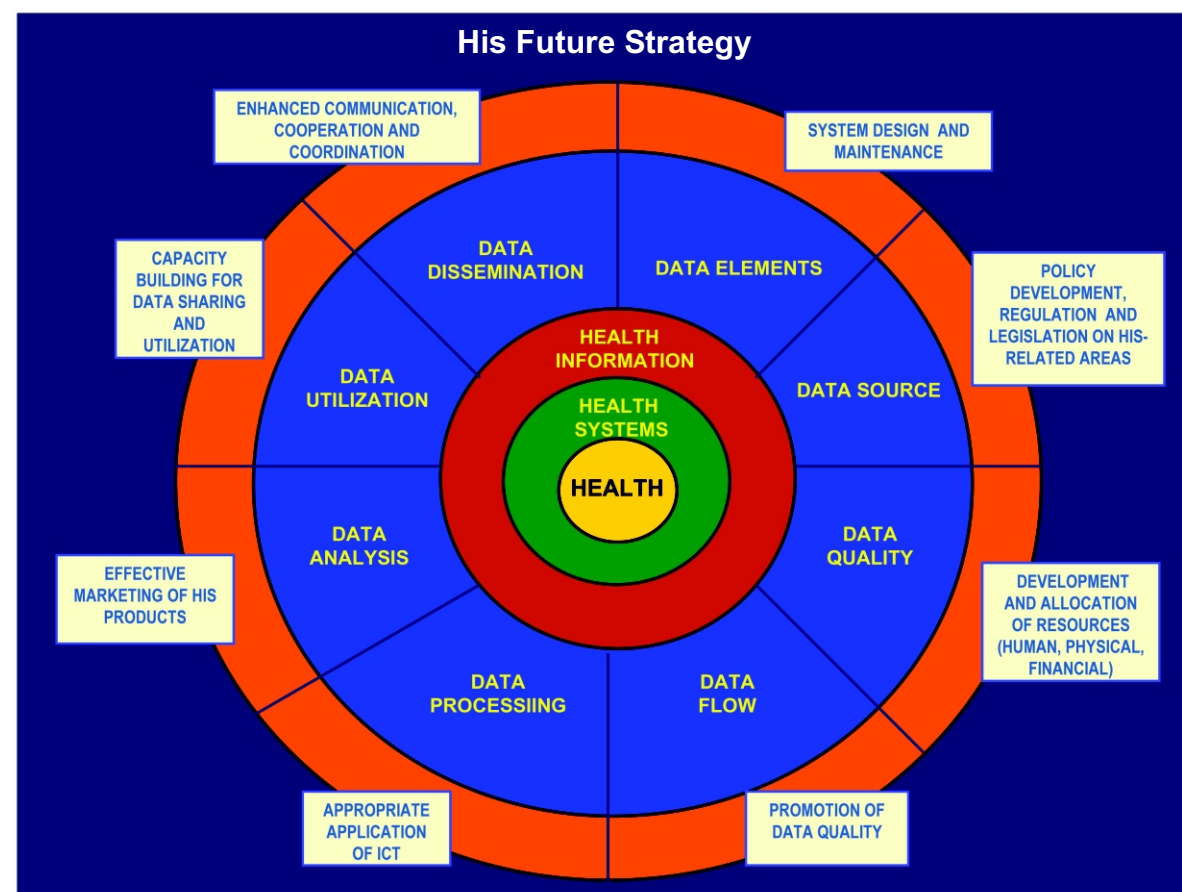 His Future Strategy
ENHANCED COMMUNICATION,
COOPERATION AND
COORDINATION
SYSTEM DESIGN AND
MAINTENANCE
CAPACITY
BUILDING FOR
DATA SHARING
AND
UTILIZATION
POLICY
DEVELOPMENT,
REGULATION AND
LEGISLATION ON HIS-
RELATED AREAS
DATA
DISSEMINATION
DATA ELEMENTS
HEALTH
INFORMATION
DATA
UTILIZATION
HEALTH
SYSTEMS
DATA SOURCE
HEALTH
DATA
ANALYSIS
DATA
QUALITY
EFFECTIVE
MARKETING OF HIS
PRODUCTS
DEVELOPMENT
AND ALLOCATION
OF RESOURCES
(HUMAN, PHYSICAL,
FINANCIAL)
DATA
PROCESSIING
DATA
FLOW
APPROPRIATE
APPLICATION
OF ICT
PROMOTION OF
DATA QUALITY